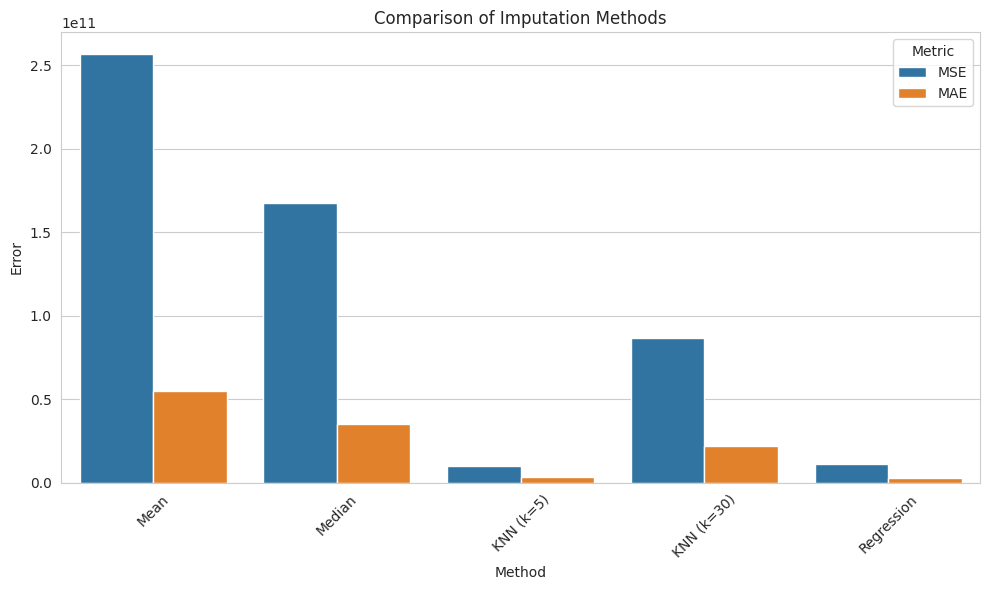 Comparison of Imputation Methods
1e11
Metric
MSE
MAE
2.5
2.0
1.5
1.0
0.5
0.0
Error
Mean
Median
KNN (k=5)
KNN (k=30)
Regression
Method